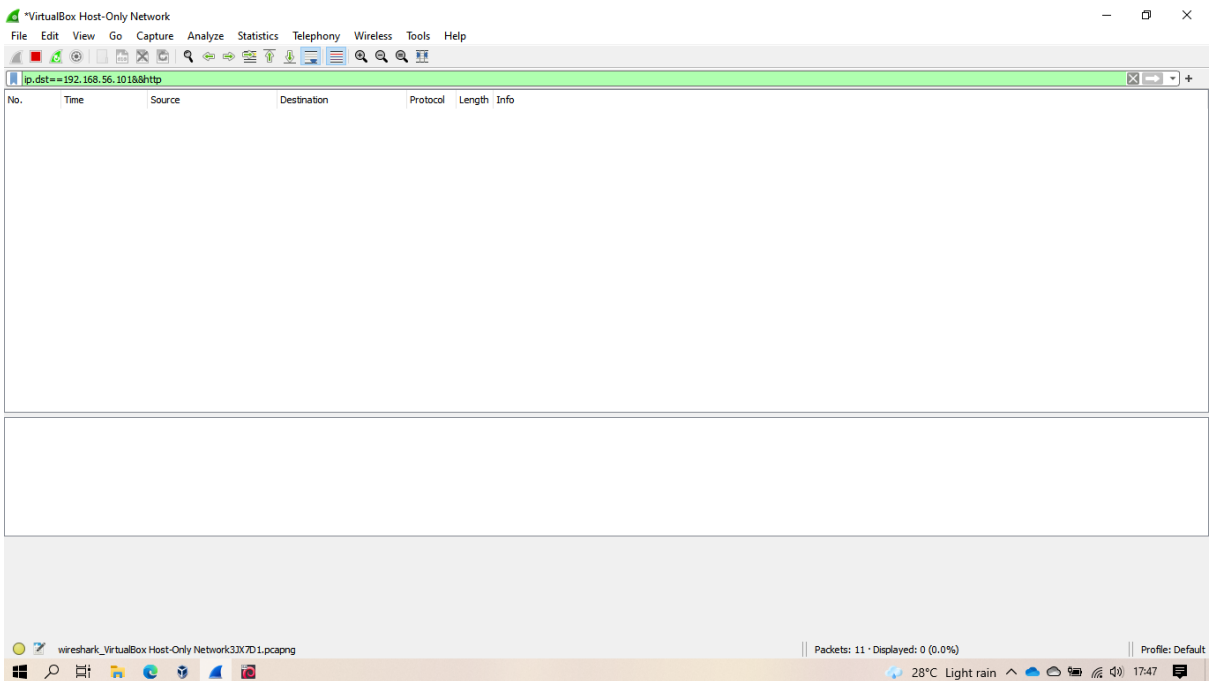 *VirtualBox Host-Only Network
File Edit View Go Capture Analyze Statistics Telephony Wireless Tools Help
ip.dst==192.168.56.101&&http
No. Time Source Destination Protocol Length Info
wireshark_VirtualBox Host-Only Network3JX7D1.pcapng Packets: 11 · Displayed: 0 (0.0%) Profile: Default
28°C Light rain 17:47